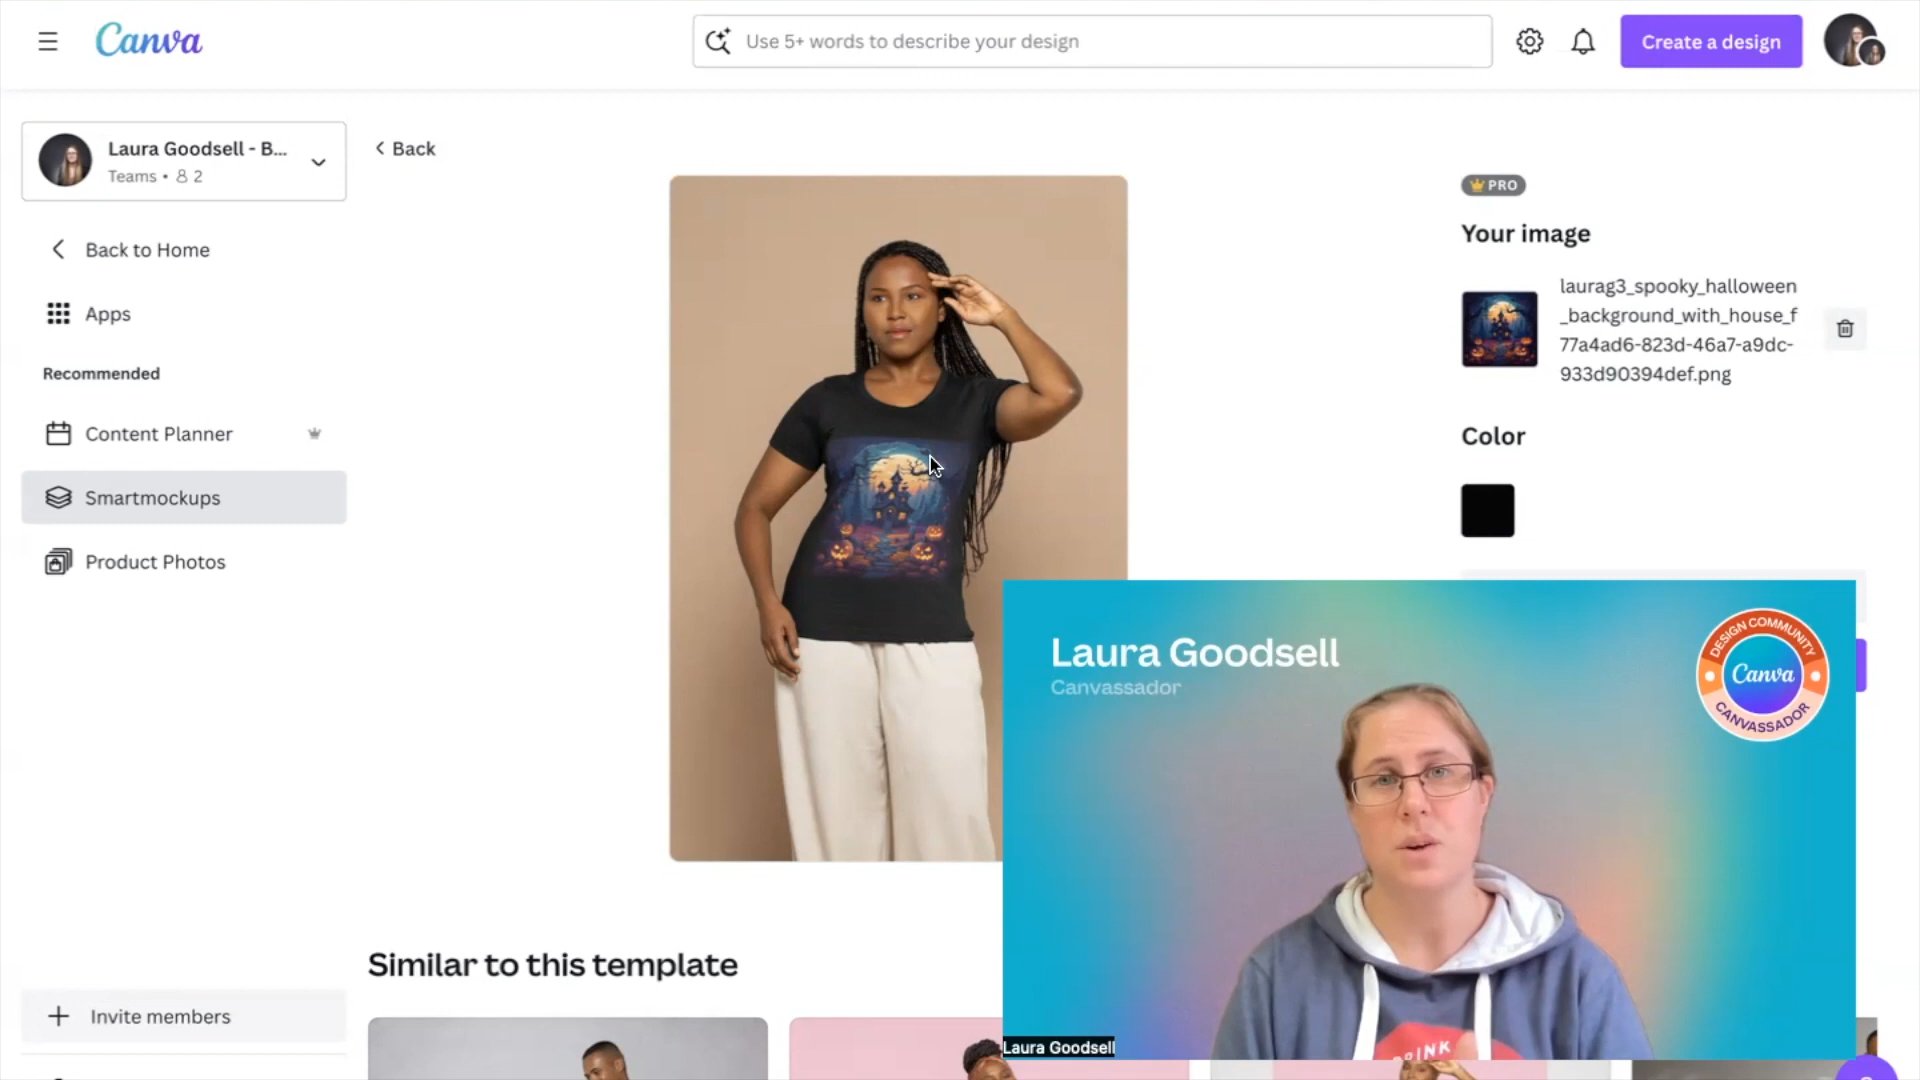 Canva
Use 5+ words to describe your design
Create a design
Laura Goodsell - B...
Teams • 2
Back
PRO
Back to Home
Your image
Apps
laurag3_spooky_halloween
_background_with_house_f
77a4ad6-823d-46a7-a9dc-
933d90394def.png
Recommended
Content Planner
Color
Smartmockups
Product Photos
Laura Goodsell
Canvassador
DESIGN COMMUNITY
Canva
CANVASSADOR
Similar to this template
Invite members
Laura Goodsell